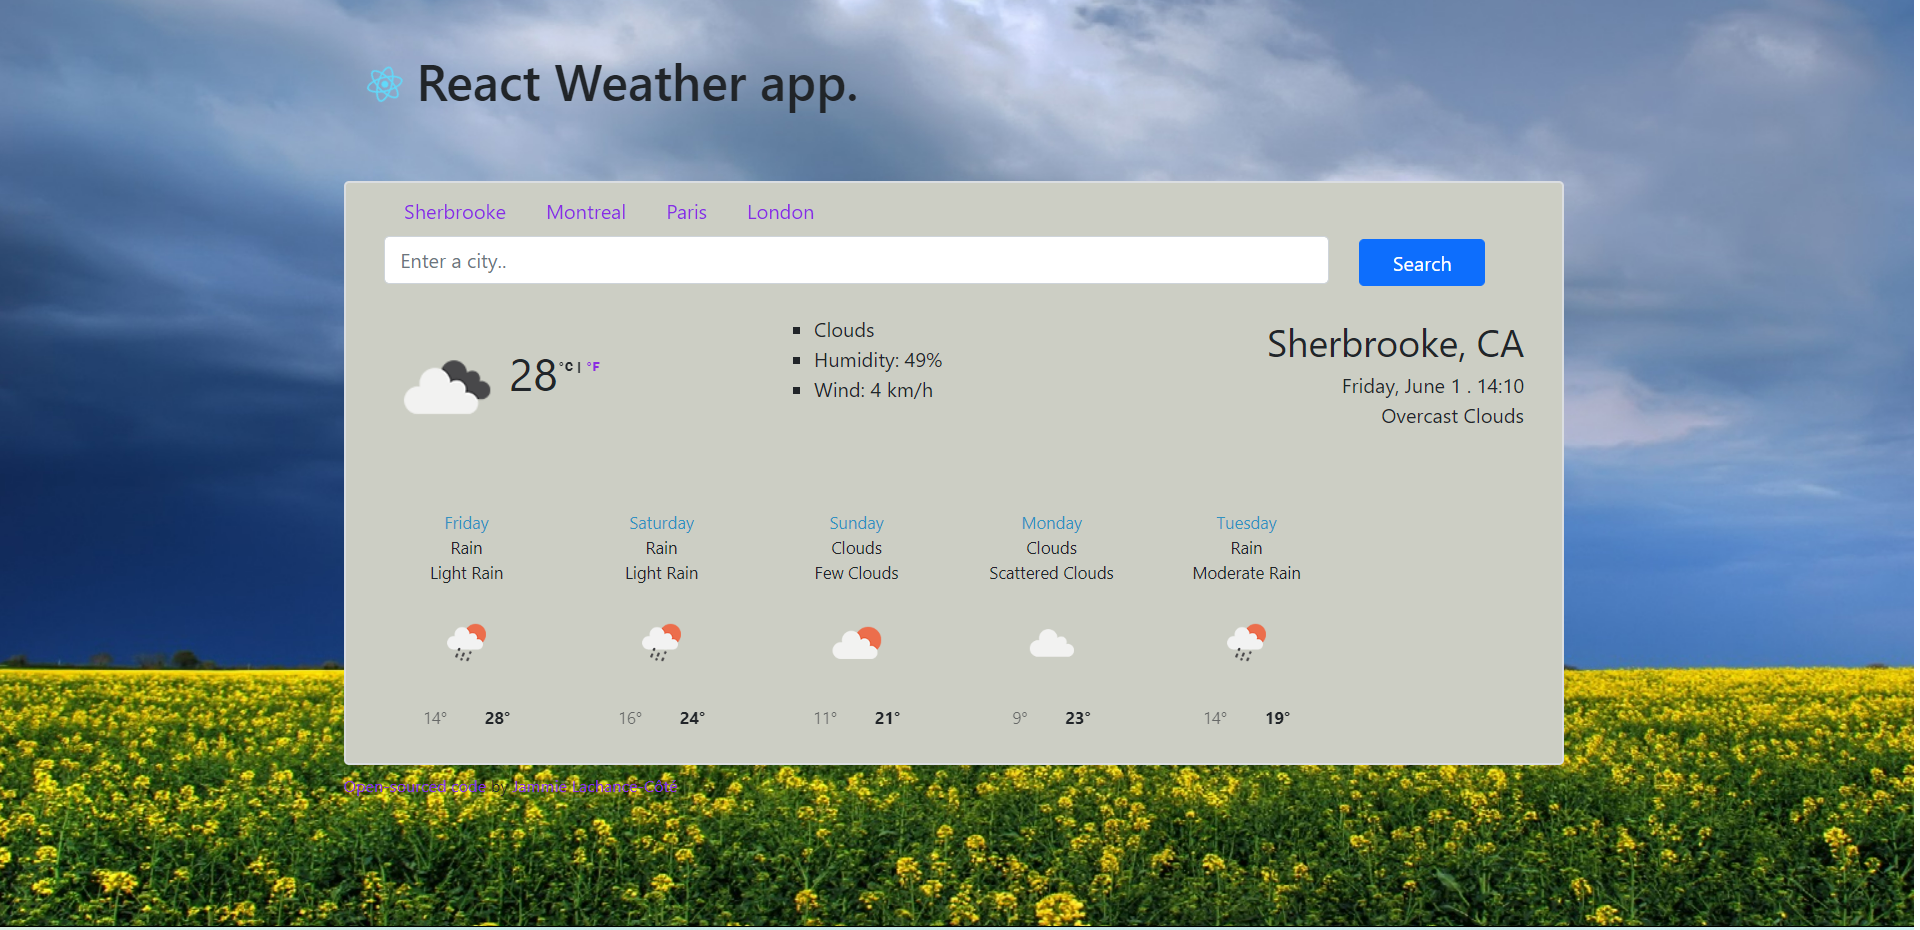 React Weather app.
Sherbrooke Montreal Paris London
Enter a city..
Search
28°C | °F
Clouds
Humidity: 49%
Wind: 4 km/h
Sherbrooke, CA
Friday, June 1 . 14:10
Overcast Clouds
Friday
Rain
Light Rain
14° 28°
Saturday
Rain
Light Rain
16° 24°
Sunday
Clouds
Few Clouds
11° 21°
Monday
Clouds
Scattered Clouds
9° 23°
Tuesday
Rain
Moderate Rain
14° 19°
Open-sourced code by Jammie Lachance-Côté